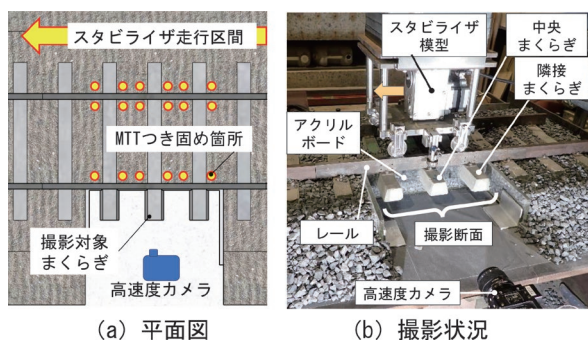 スタビライザ走行区間
MTTつき固め箇所
撮影対象
まくらぎ
高速度カメラ
(a) 平面図
スタビライザ
模型
中央
まくらぎ
隣接
まくらぎ
アクリル
ボード
レール
撮影断面
高速度カメラ
(b) 撮影状況